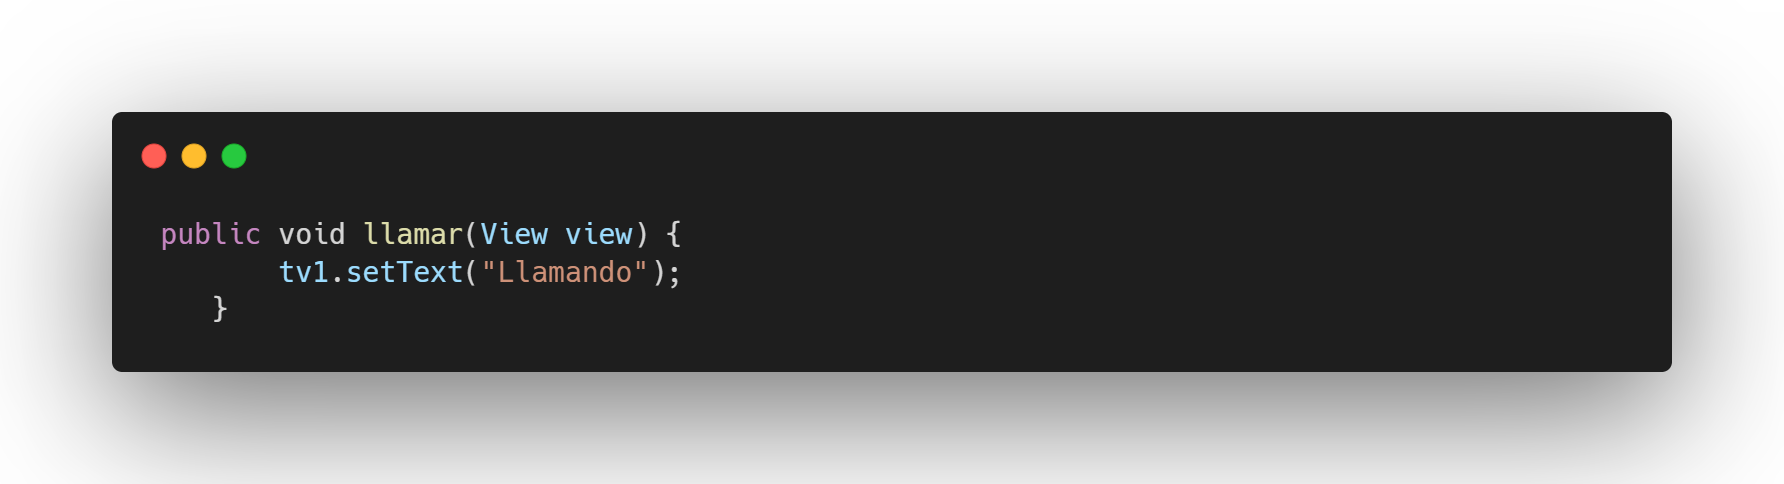 public void llamar(View view) {
        tv1.setText("Llamando");
    }